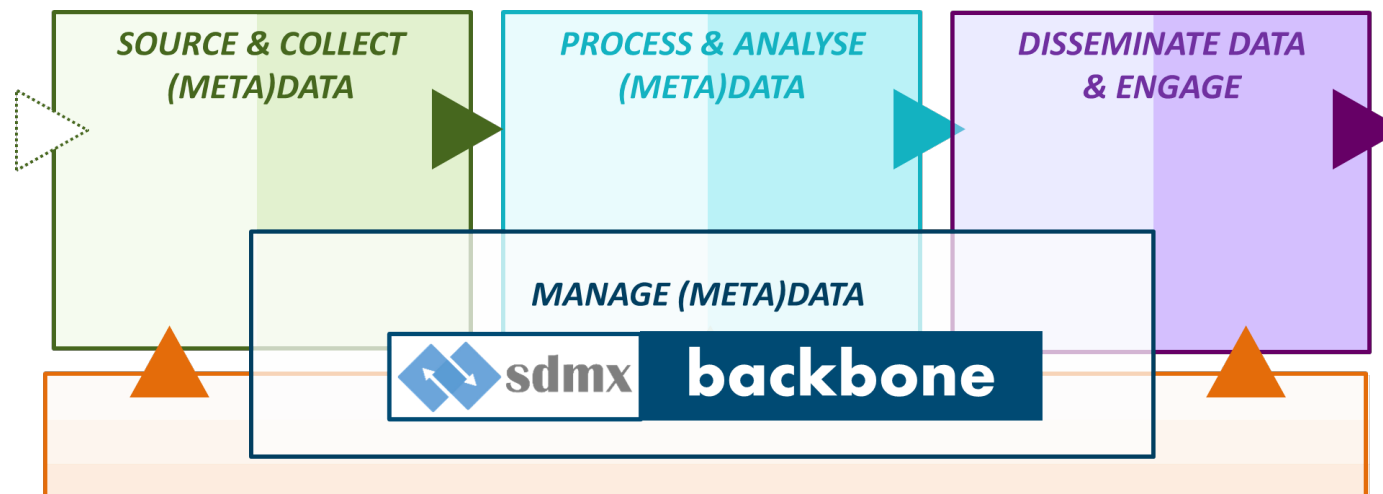 SOURCE & COLLECT
(META)DATA
PROCESS & ANALYSE
(META)DATA
DISSEMINATE DATA
& ENGAGE
MANAGE (META)DATA
sdmx backbone